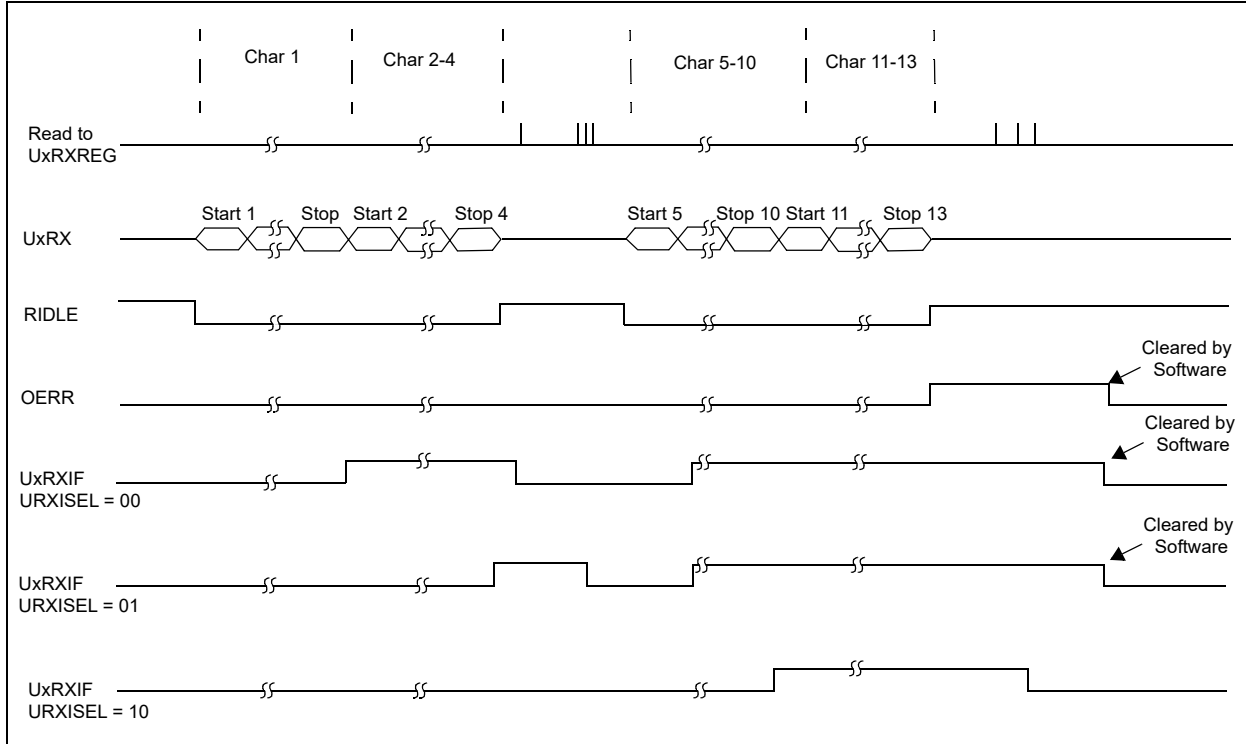 Char 1
Char 2-4
Char 5-10
Char 11-13
Read to
UxRXREG
Start 1
Stop
Start 2
Stop 4
Start 5
Stop 10
Start 11
Stop 13
UxRX
RIDLE
Cleared by
Software
OERR
Cleared by
Software
UxRXIF
URXISEL = 00
Cleared by
Software
UxRXIF
URXISEL = 01
UxRXIF
URXISEL = 10